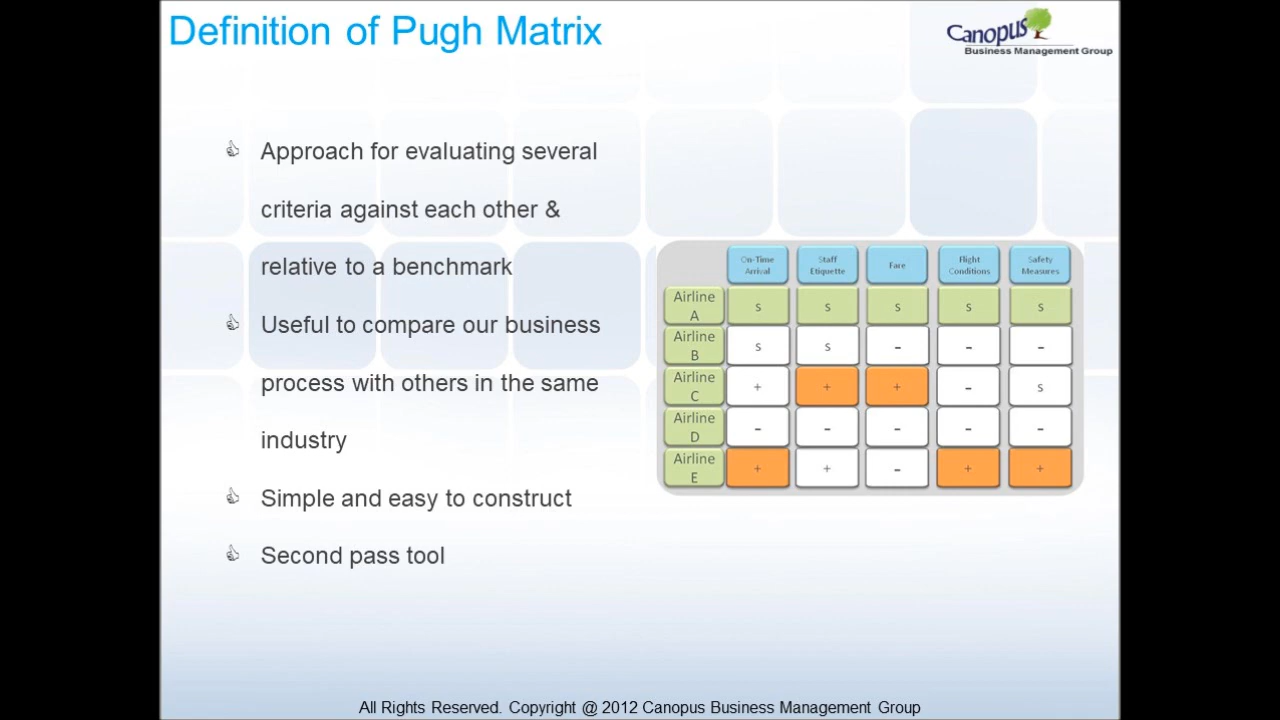 Definition of Pugh Matrix
Canopus
Business Management Group
Approach for evaluating several
criteria against each other &
relative to a benchmark
Useful to compare our business
process with others in the same
industry
Simple and easy to construct
Second pass tool
On-Time Arrival Staff Etiquette Fare Flight Conditions Safety Measures
Airline A s s s s s
Airline B s s - - -
Airline C + + + - s
Airline D - - - - -
Airline E + + - + +
All Rights Reserved. Copyright @ 2012 Canopus Business Management Group